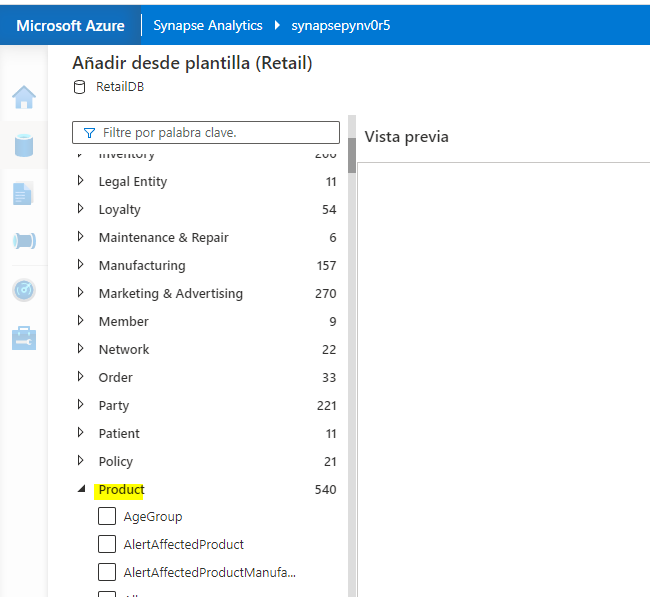 Microsoft Azure | Synapse Analytics ▸ synapsepynv0r5
Añadir desde plantilla (Retail)
RetailDB
Filtre por palabra clave.
Vista previa
Inventory 206
Legal Entity 11
Loyalty 54
Maintenance & Repair 6
Manufacturing 157
Marketing & Advertising 270
Member 9
Network 22
Order 33
Party 221
Patient 11
Policy 21
Product 540
AgeGroup
AlertAffectedProduct
AlertAffectedProductManufa...